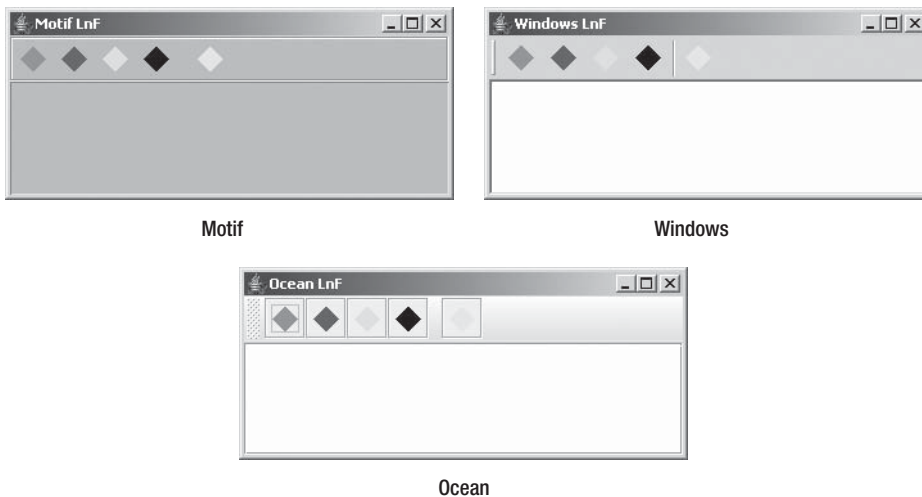 Motif LnF
Windows LnF
Motif
Windows
Ocean LnF
Ocean